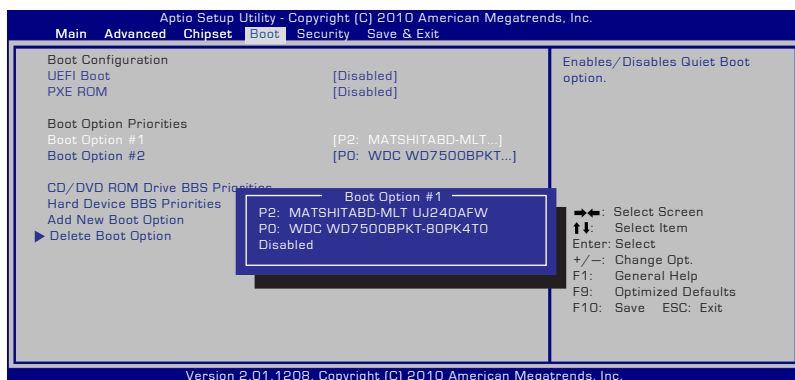 Aptio Setup Utility - Copyright (C) 2010 American Megatrends, Inc.
Main Advanced Chipset Boot Security Save & Exit
Boot Configuration
UEFI Boot [Disabled]
PXE ROM [Disabled]
Boot Option Priorities
Boot Option #1 [P2: MATSHITABD-MLT...]
Boot Option #2 [P0: WDC WD7500BPKT...]
CD/DVD ROM Drive BBS Priorities
Hard Device BBS Priorities
Add New Boot Option
Delete Boot Option
Boot Option #1
P2: MATSHITABD-MLT UJ240AFW
P0: WDC WD7500BPKT-80PK4T0
Disabled
Enables/Disables Quiet Boot
option.
→←: Select Screen
↑↓: Select Item
Enter: Select
+/—: Change Opt.
F1: General Help
F9: Optimized Defaults
F10: Save ESC: Exit
Version 2.01.1208. Copyright (C) 2010 American Megatrends, Inc.